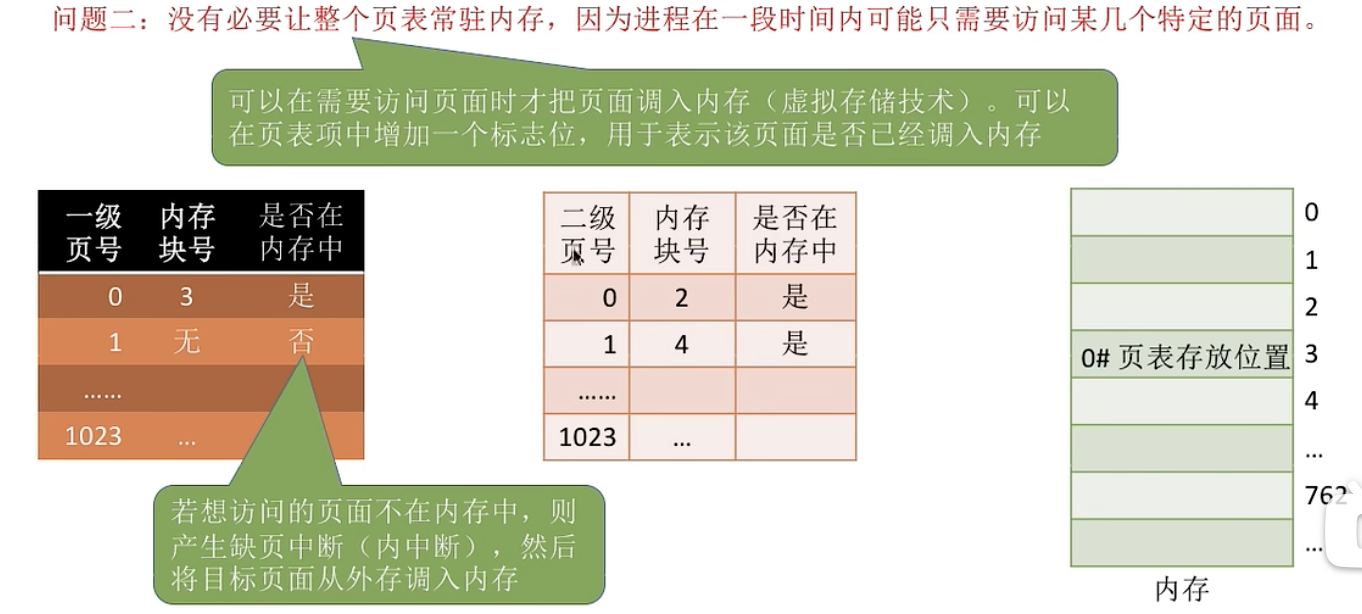 问题二：没有必要让整个页表常驻内存，因为进程在一段时间内可能只需要访问某几个特定的页面。
可以在需要访问页面时才把页面调入内存（虚拟存储技术）。可以
在页表项中增加一个标志位，用于表示该页面是否已经调入内存
一级 内存 是否在
页号 块号 内存中
0 3 是
1 无 否
……
1023 ...
若想访问的页面不在内存中，则
产生缺页中断（内中断），然后
将目标页面从外存调入内存
二级 内存 是否在
页号 块号 内存中
0 2 是
1 4 是
……
1023 ...
0
1
2
0# 页表存放位置 3
4
...
762
...
内存